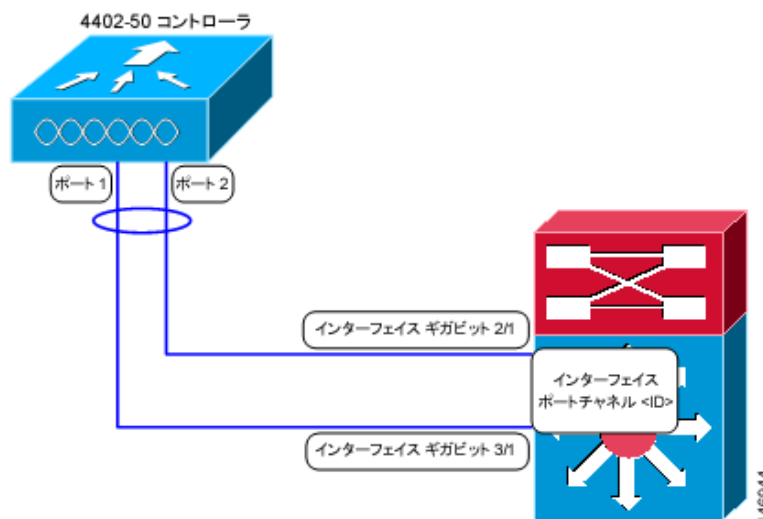 4402-50 コントローラ
ポート 1
ポート 2
インターフェイス ギガビット 2/1
インターフェイス
ポートチャネル <ID>
インターフェイス ギガビット 3/1